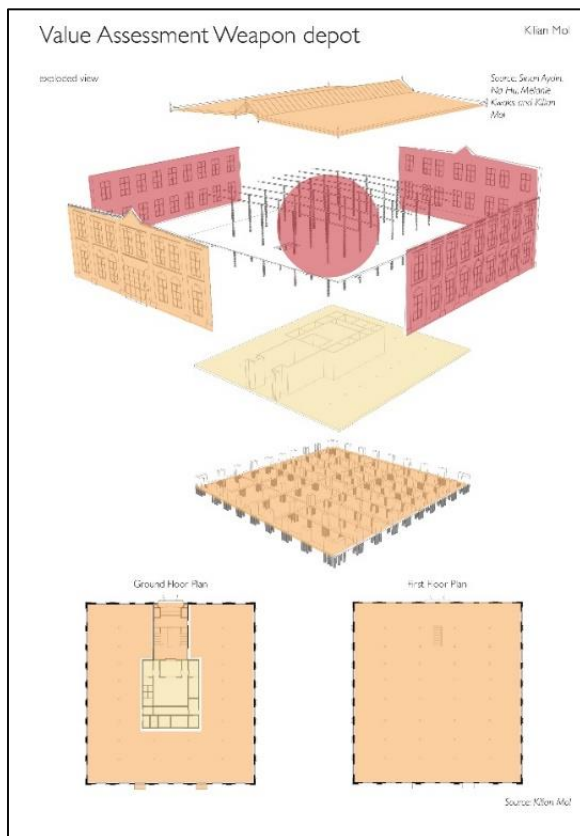 Value Assessment Weapon depot
Kilian Mol
exploded view
Source: Sinan Aydin,
Na Hu, Melanie
Kwaks and Kilian
Mol
Ground Floor Plan
First Floor Plan
Source: Kilian Mol